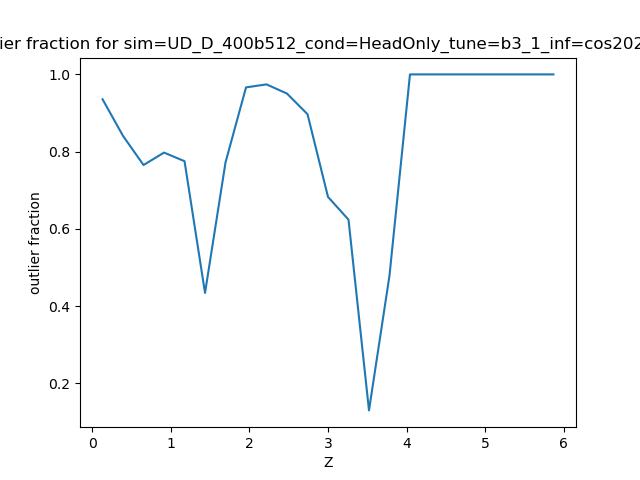 ier fraction for sim=UD_D_400b512_cond=HeadOnly_tune=b3_1_inf=cos202
1.0
0.8
0.6
0.4
0.2
outlier fraction
0 1 2 3 4 5 6
Z